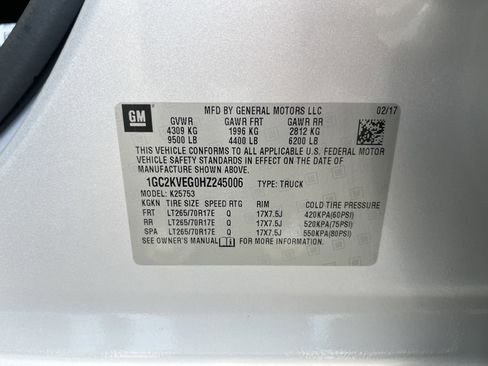 GM
MFD BY GENERAL MOTORS LLC 02/17
GVWR GAWR FRT GAWR RR
4309 KG 1996 KG 2812 KG
9500 LB 4400 LB 6200 LB
THIS VEHICLE CONFORMS TO ALL APPLICABLE U.S. FEDERAL MOTOR
VEHICLE SAFETY STANDARDS IN EFFECT ON THE DATE OF
MANUFACTURE SHOWN ABOVE.
1GC2KVEG0HZ245006 TYPE: TRUCK
MODEL: K25753
KGKN TIRE SIZE SPEED RTG RIM COLD TIRE PRESSURE
FRT LT265/70R17E Q 17X7.5J 420KPA(60PSI)
RR LT265/70R17E Q 17X7.5J 520KPA(75PSI)
SPA LT265/70R17E Q 17X7.5J 550KPA(80PSI)
SEE OWNER'S MANUAL FOR MORE INFORMATION.